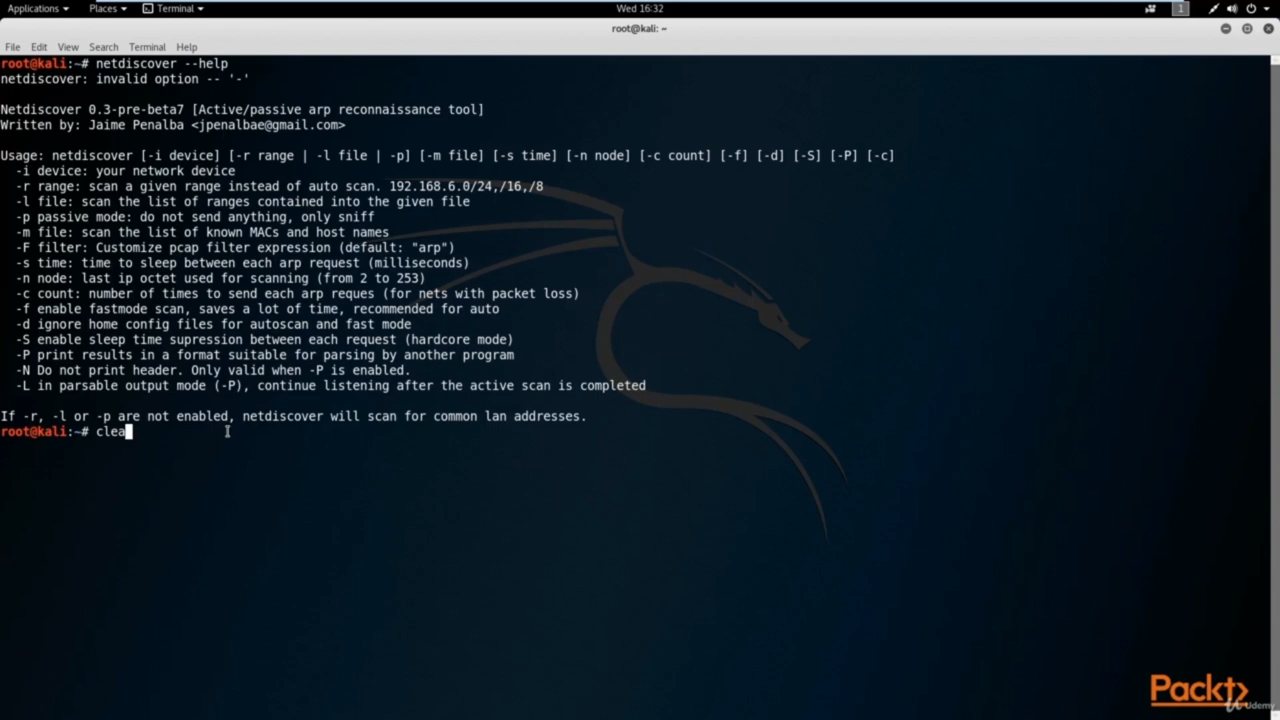 Applications Places Terminal Wed 16:32 1
root@kali: ~
File Edit View Search Terminal Help
root@kali:~# netdiscover --help
netdiscover: invalid option -- '-'
Netdiscover 0.3-pre-beta7 [Active/passive arp reconnaissance tool]
Written by: Jaime Penalba <jpenalbae@gmail.com>
Usage: netdiscover [-i device] [-r range | -l file | -p] [-m file] [-s time] [-n node] [-c count] [-f] [-d] [-S] [-P] [-c]
-i device: your network device
-r range: scan a given range instead of auto scan. 192.168.6.0/24,/16,/8
-l file: scan the list of ranges contained into the given file
-p passive mode: do not send anything, only sniff
-m file: scan the list of known MACs and host names
-F filter: Customize pcap filter expression (default: "arp")
-s time: time to sleep between each arp request (milliseconds)
-n node: last ip octet used for scanning (from 2 to 253)
-c count: number of times to send each arp reques (for nets with packet loss)
-f enable fastmode scan, saves a lot of time, recommended for auto
-d ignore home config files for autoscan and fast mode
-S enable sleep time supression between each request (hardcore mode)
-P print results in a format suitable for parsing by another program
-N Do not print header. Only valid when -P is enabled.
-L in parsable output mode (-P), continue listening after the active scan is completed
If -r, -l or -p are not enabled, netdiscover will scan for common lan addresses.
root@kali:~# clea
Packt
Udemy